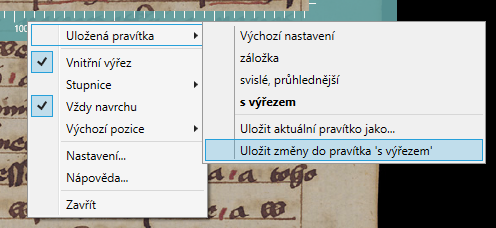 100
Uložená pravítka
Vnitřní výřez
Stupnice
Vždy navrchu
Výchozí pozice
Nastavení...
Nápověda...
Zavřít
Výchozí nastavení
záložka
svislé, průhlednější
s výřezem
Uložit aktuální pravítko jako...
Uložit změny do pravítka 's výřezem'